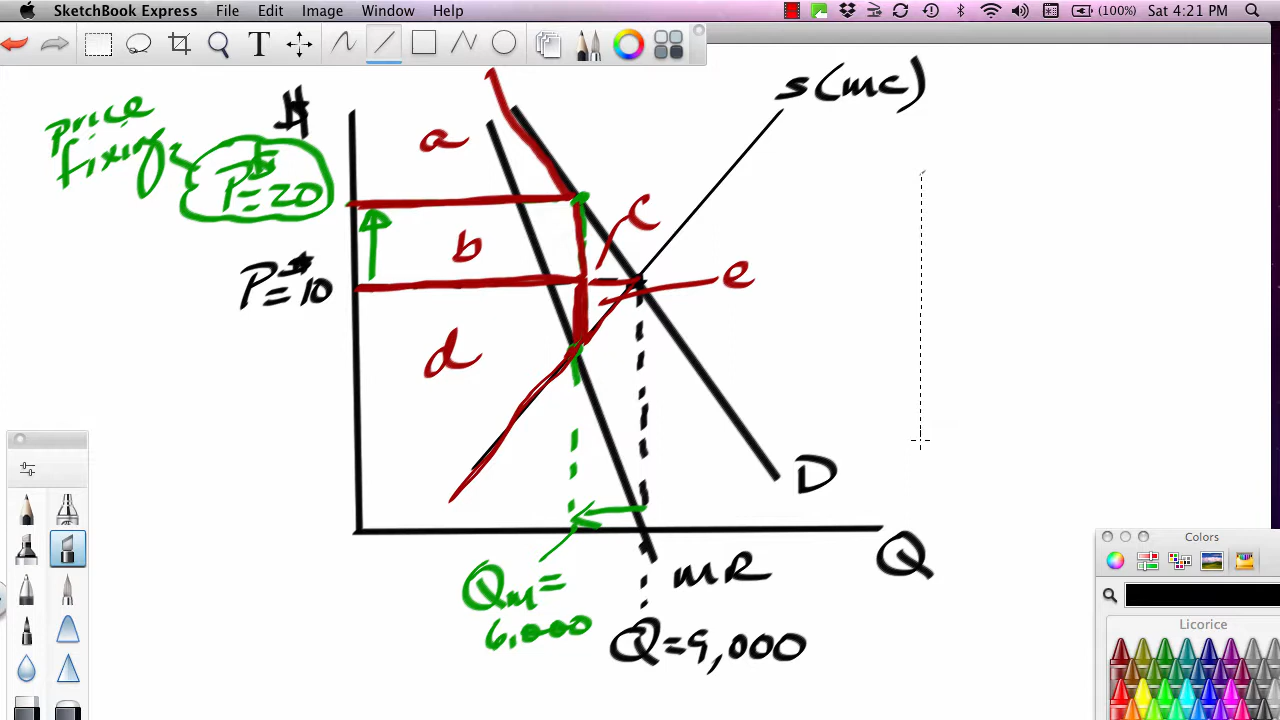 SketchBook Express File Edit Image Window Help (100%) Sat 4:21 PM
T
price
fixing
$
P=$20
P=$10
a
b
c
d
e
S(MC)
D
Q
MR
Qm=
6,000
Q=9,000
Colors
Licorice